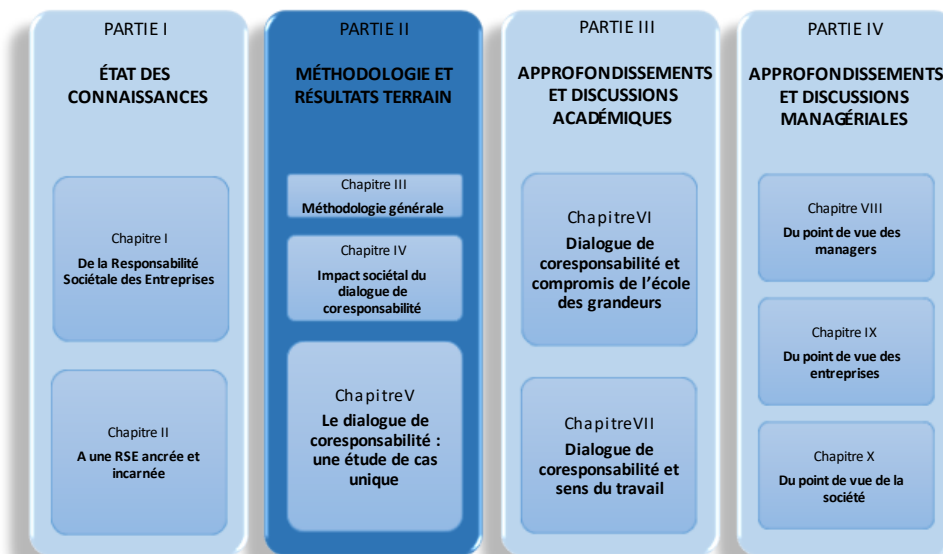 PARTIE I
ÉTAT DES
CONNAISSANCES
Chapitre I
De la Responsabilité
Sociétale des Entreprises
Chapitre II
A une RSE ancrée et
incarnée
PARTIE II
MÉTHODOLOGIE ET
RÉSULTATS TERRAIN
Chapitre III
Méthodologie générale
Chapitre IV
Impact sociétal du
dialogue de
coresponsabilité
Chapitre V
Le dialogue de
coresponsabilité :
une étude de cas
unique
PARTIE III
APPROFONDISSEMENTS
ET DISCUSSIONS
ACADÉMIQUES
Chapitre VI
Dialogue de
coresponsabilité et
compromis de l'école
des grandeurs
Chapitre VII
Dialogue de
coresponsabilité et
sens du travail
PARTIE IV
APPROFONDISSEMENTS
ET DISCUSSIONS
MANAGÉRIALES
Chapitre VIII
Du point de vue des
managers
Chapitre IX
Du point de vue des
entreprises
Chapitre X
Du point de vue de la
société